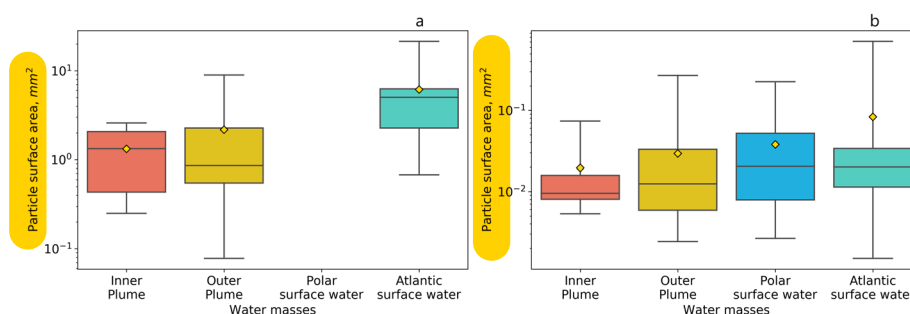 a
Particle surface area, mm²
10¹
10⁰
10⁻¹
Inner
Plume
Outer
Plume
Polar
surface water
Atlantic
surface water
Water masses
b
Particle surface area, mm²
10⁻¹
10⁻²
Inner
Plume
Outer
Plume
Polar
surface water
Atlantic
surface wate
Water masses